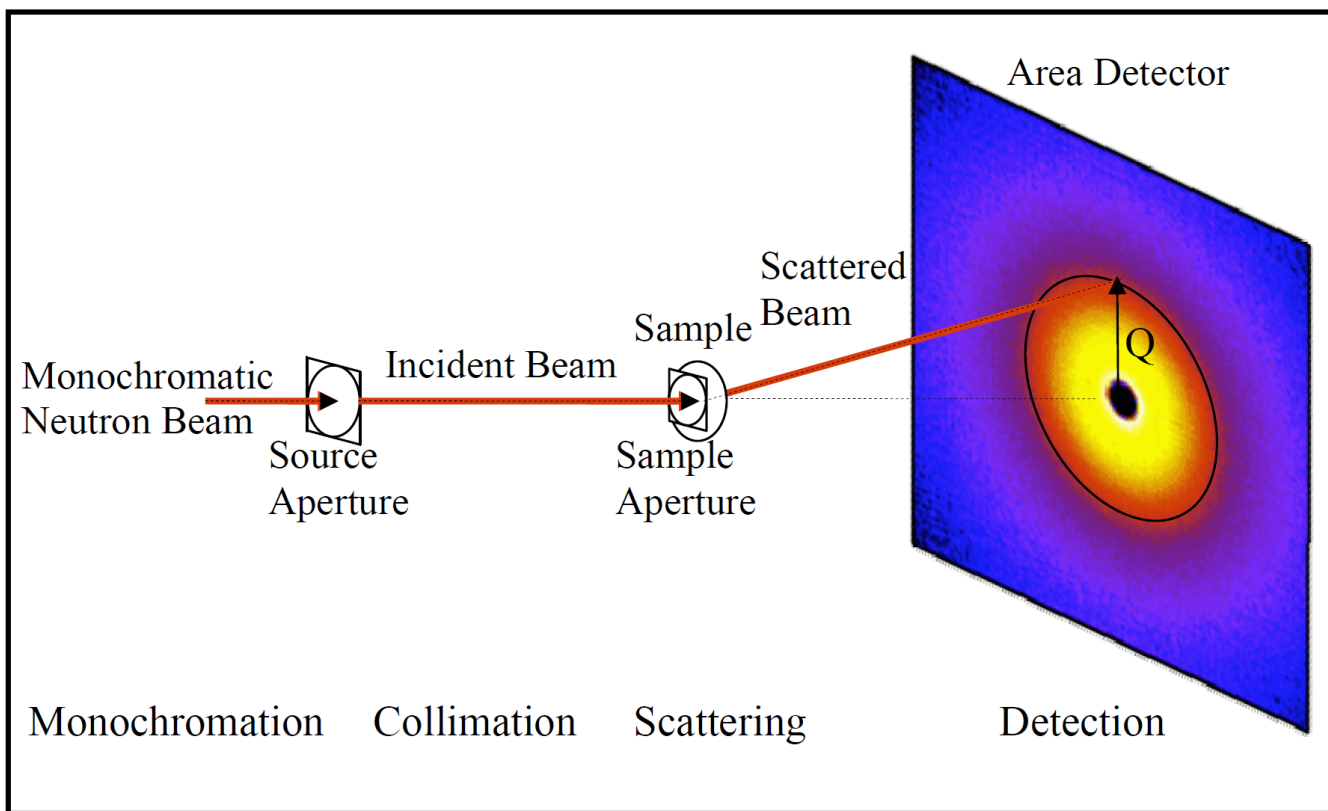 Area Detector
Scattered
Beam
Sample
Q
Incident Beam
Monochromatic
Neutron Beam
Source
Aperture
Sample
Aperture
Monochromation
Collimation
Scattering
Detection